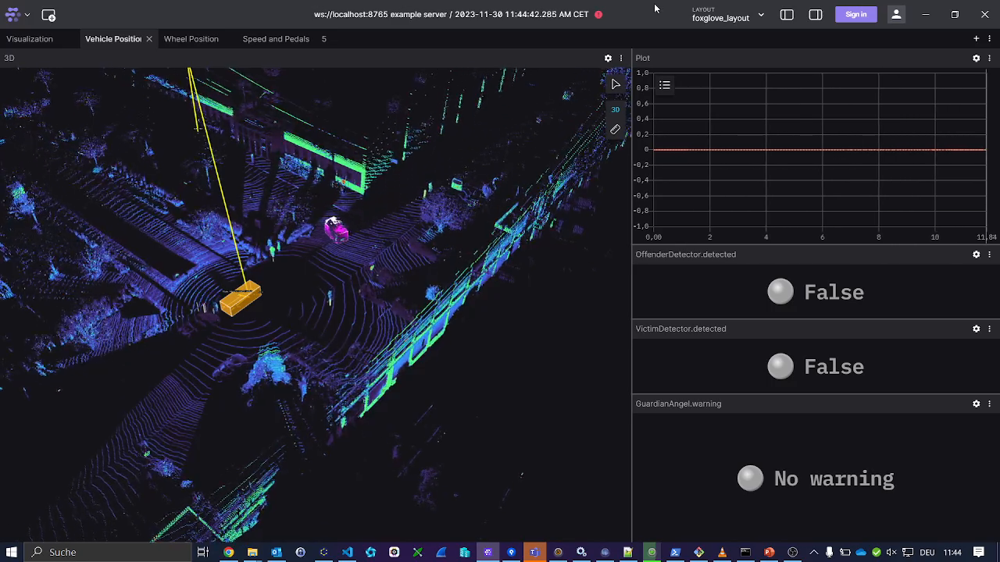 ws://localhost:8765 example server / 2023-11-30 11:44:42.291 AM CET
LAYOUT
foxglove_layout
Sign in
Visualization
Vehicle Position
Wheel Position
Speed and Pedals
5
3D
Plot
3D
1,0
0,8
0,6
0,4
0,2
0
-0,2
-0,4
-0,6
-0,8
-1,0
0,00 2 4 6 8 10 11,84
OffenderDetector.detected
False
VictimDetector.detected
False
GuardianAngel.warning
No warning
Suche
DEU 11:44